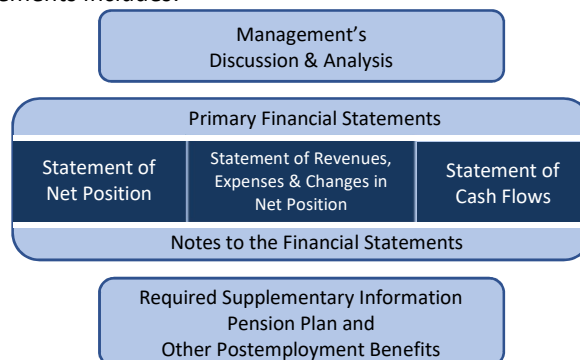 Management's
Discussion & Analysis
Primary Financial Statements
Statement of
Net Position
Statement of Revenues,
Expenses & Changes in
Net Position
Statement of
Cash Flows
Notes to the Financial Statements
Required Supplementary Information
Pension Plan and
Other Postemployment Benefits